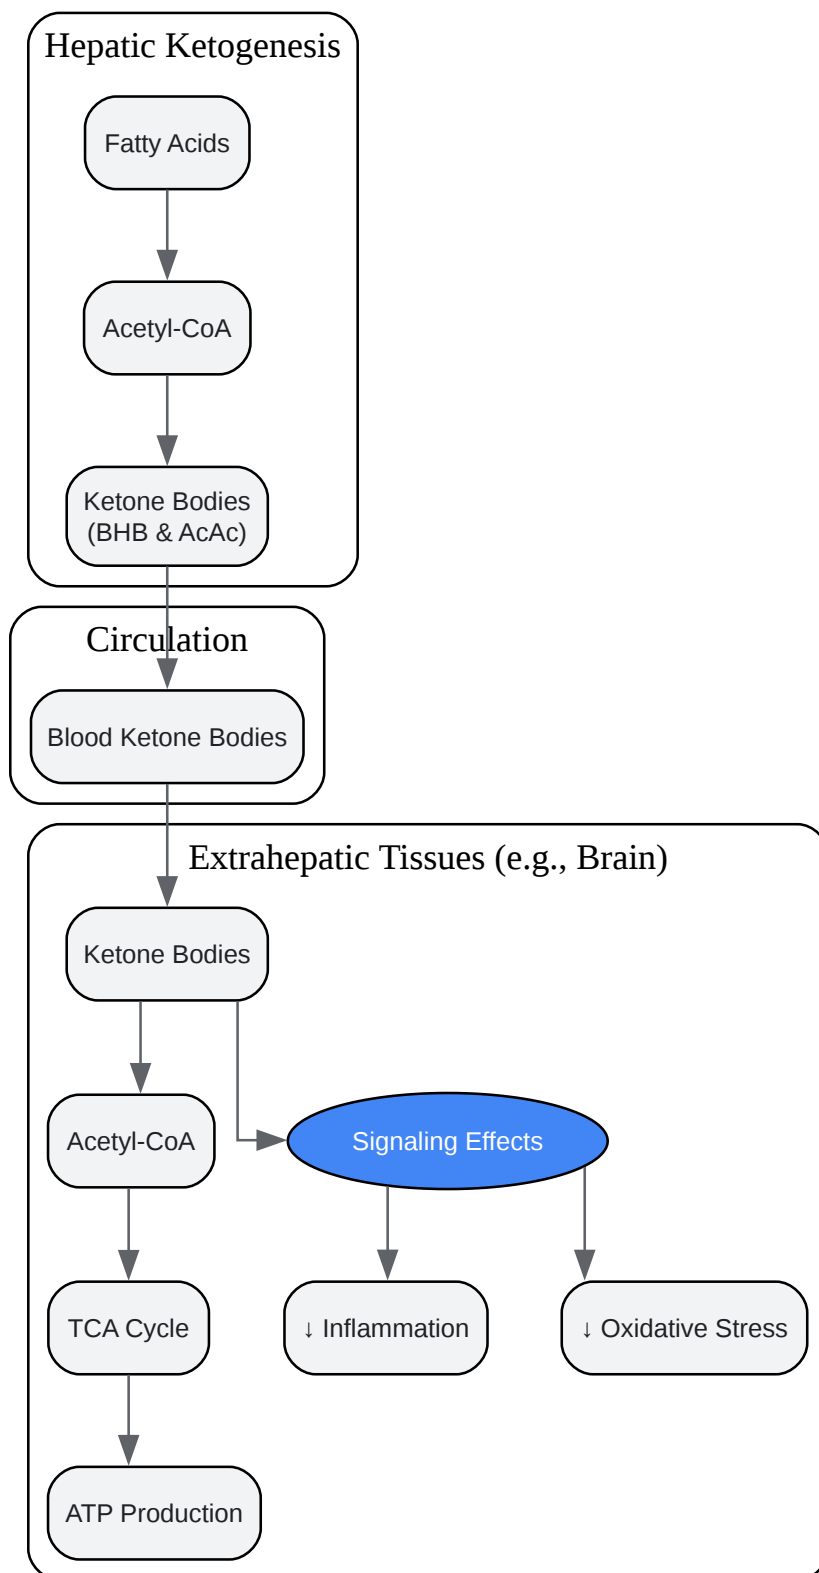 Hepatic Ketogenesis
Fatty Acids
Acetyl-CoA
Ketone Bodies
(BHB & AcAc)
Circulation
Blood Ketone Bodies
Extrahepatic Tissues (e.g., Brain)
Ketone Bodies
Acetyl-CoA
Signaling Effects
TCA Cycle
↓ Inflammation
↓ Oxidative Stress
ATP Production